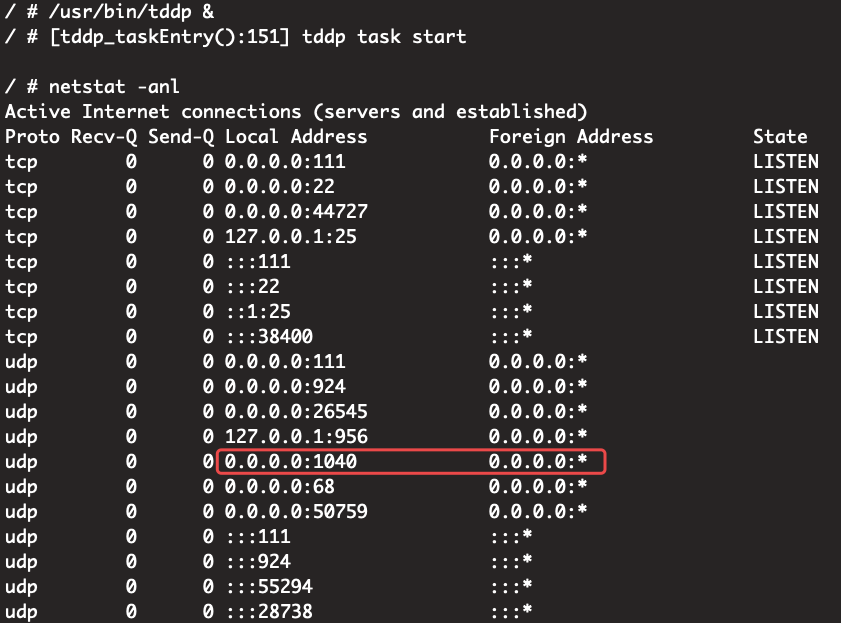 / # /usr/bin/tddp &
/ # [tddp_taskEntry():151] tddp task start
/ # netstat -anl
Active Internet connections (servers and established)
Proto Recv-Q Send-Q Local Address           Foreign Address         State
tcp        0      0 0.0.0.0:111             0.0.0.0:*               LISTEN
tcp        0      0 0.0.0.0:22              0.0.0.0:*               LISTEN
tcp        0      0 0.0.0.0:44727           0.0.0.0:*               LISTEN
tcp        0      0 127.0.0.1:25            0.0.0.0:*               LISTEN
tcp        0      0 :::111                  :::*                    LISTEN
tcp        0      0 :::22                   :::*                    LISTEN
tcp        0      0 ::1:25                  :::*                    LISTEN
tcp        0      0 :::38400                :::*                    LISTEN
udp        0      0 0.0.0.0:111             0.0.0.0:*
udp        0      0 0.0.0.0:924             0.0.0.0:*
udp        0      0 0.0.0.0:26545           0.0.0.0:*
udp        0      0 127.0.0.1:956           0.0.0.0:*
udp        0      0 0.0.0.0:1040            0.0.0.0:*
udp        0      0 0.0.0.0:68              0.0.0.0:*
udp        0      0 0.0.0.0:50759           0.0.0.0:*
udp        0      0 :::111                  :::*
udp        0      0 :::924                  :::*
udp        0      0 :::55294                :::*
udp        0      0 :::28738                :::*